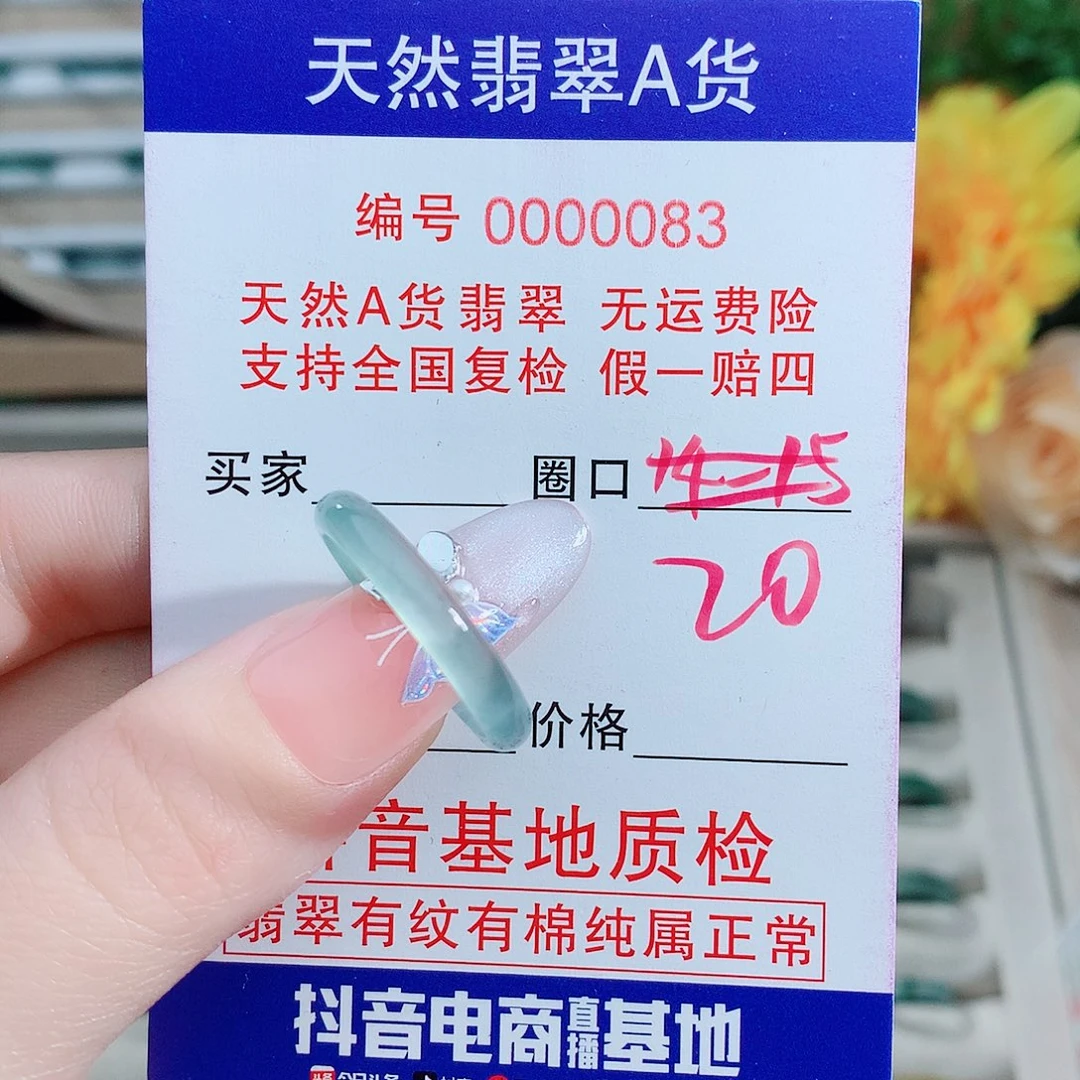 天然翡翠A货
编号 0000083
天然A货翡翠 无运费险
支持全国复检 假一赔四
买家 圈口 14-15
20
价格
音基地质检
翡翠有纹有棉纯属正常
抖音电商直播基地